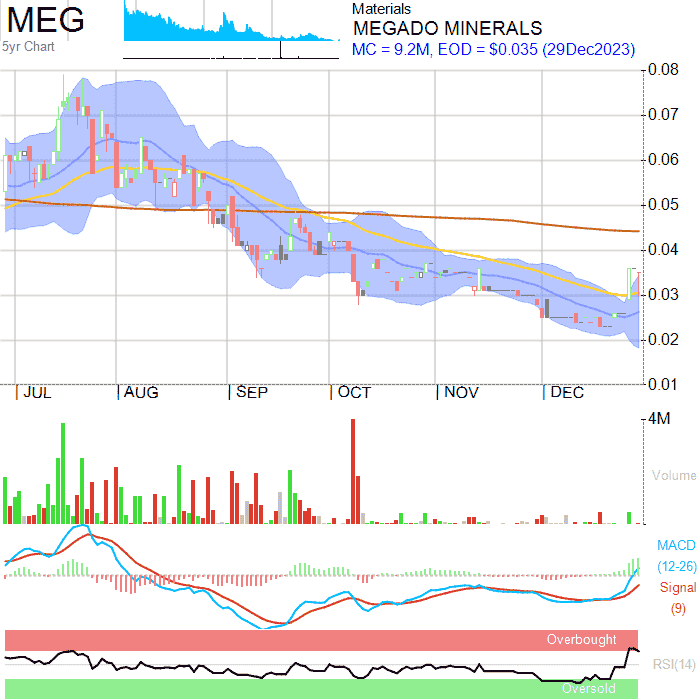 MEG
5yr Chart
Materials
MEGADO MINERALS
MC = 9.2M, EOD = $0.035 (29Dec2023)
0.08
0.07
0.06
0.05
0.04
0.03
0.02
0.01
JUL AUG SEP OCT NOV DEC
4M
Volume
MACD
(12-26)
Signal
(9)
Overbought
RSI(14)
Oversold